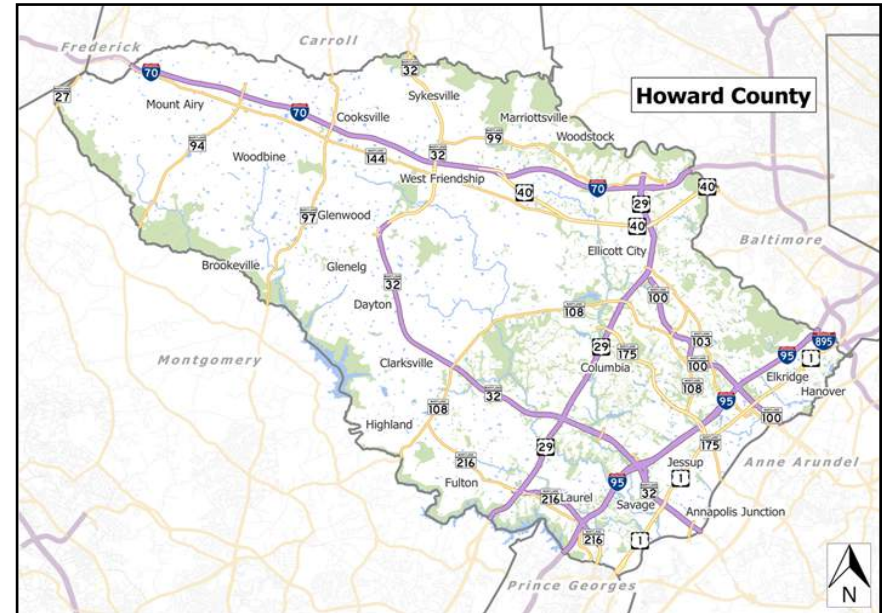 Frederick
Carroll
70
32
27
Mount Airy
70
Sykesville
Howard County
Cooksville
Marriottsville
94
99
Woodstock
Woodbine
144
32
West Friendship
40
70
40
29
97
Glenwood
40
Baltimore
Ellicott City
Brookeville
Glenelg
32
100
Dayton
108
103
895
29
175
95
1
Montgomery
Clarksville
Columbia
100
Elkridge
108
Hanover
32
95
108
100
Highland
29
175
216
Jessup
Anne Arundel
Fulton
95
1
32
216
Laurel
Savage
Annapolis Junction
216
1
Prince Georges
N